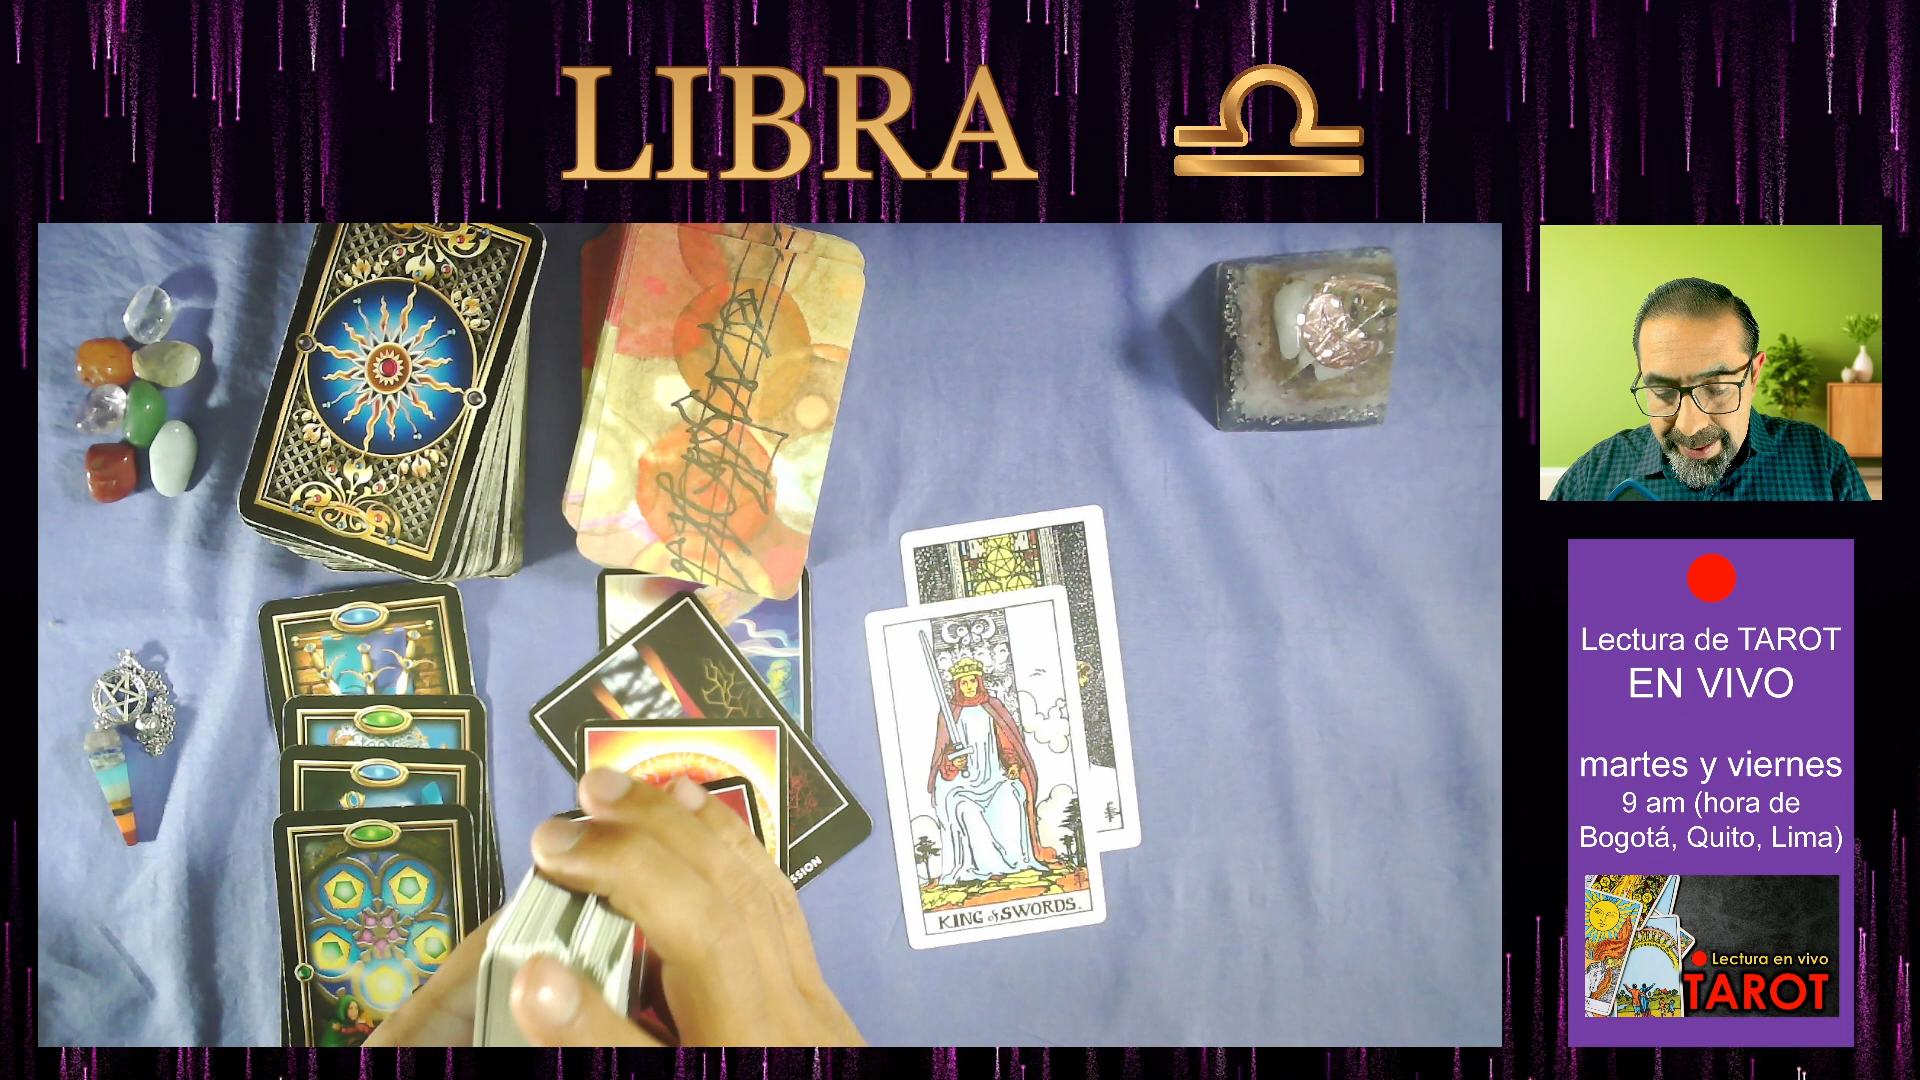 LIBRA
SSION
KING of SWORDS.
Lectura de TAROT
EN VIVO
martes y viernes
9 am (hora de
Bogotá, Quito, Lima)
Lectura en vivo
TAROT